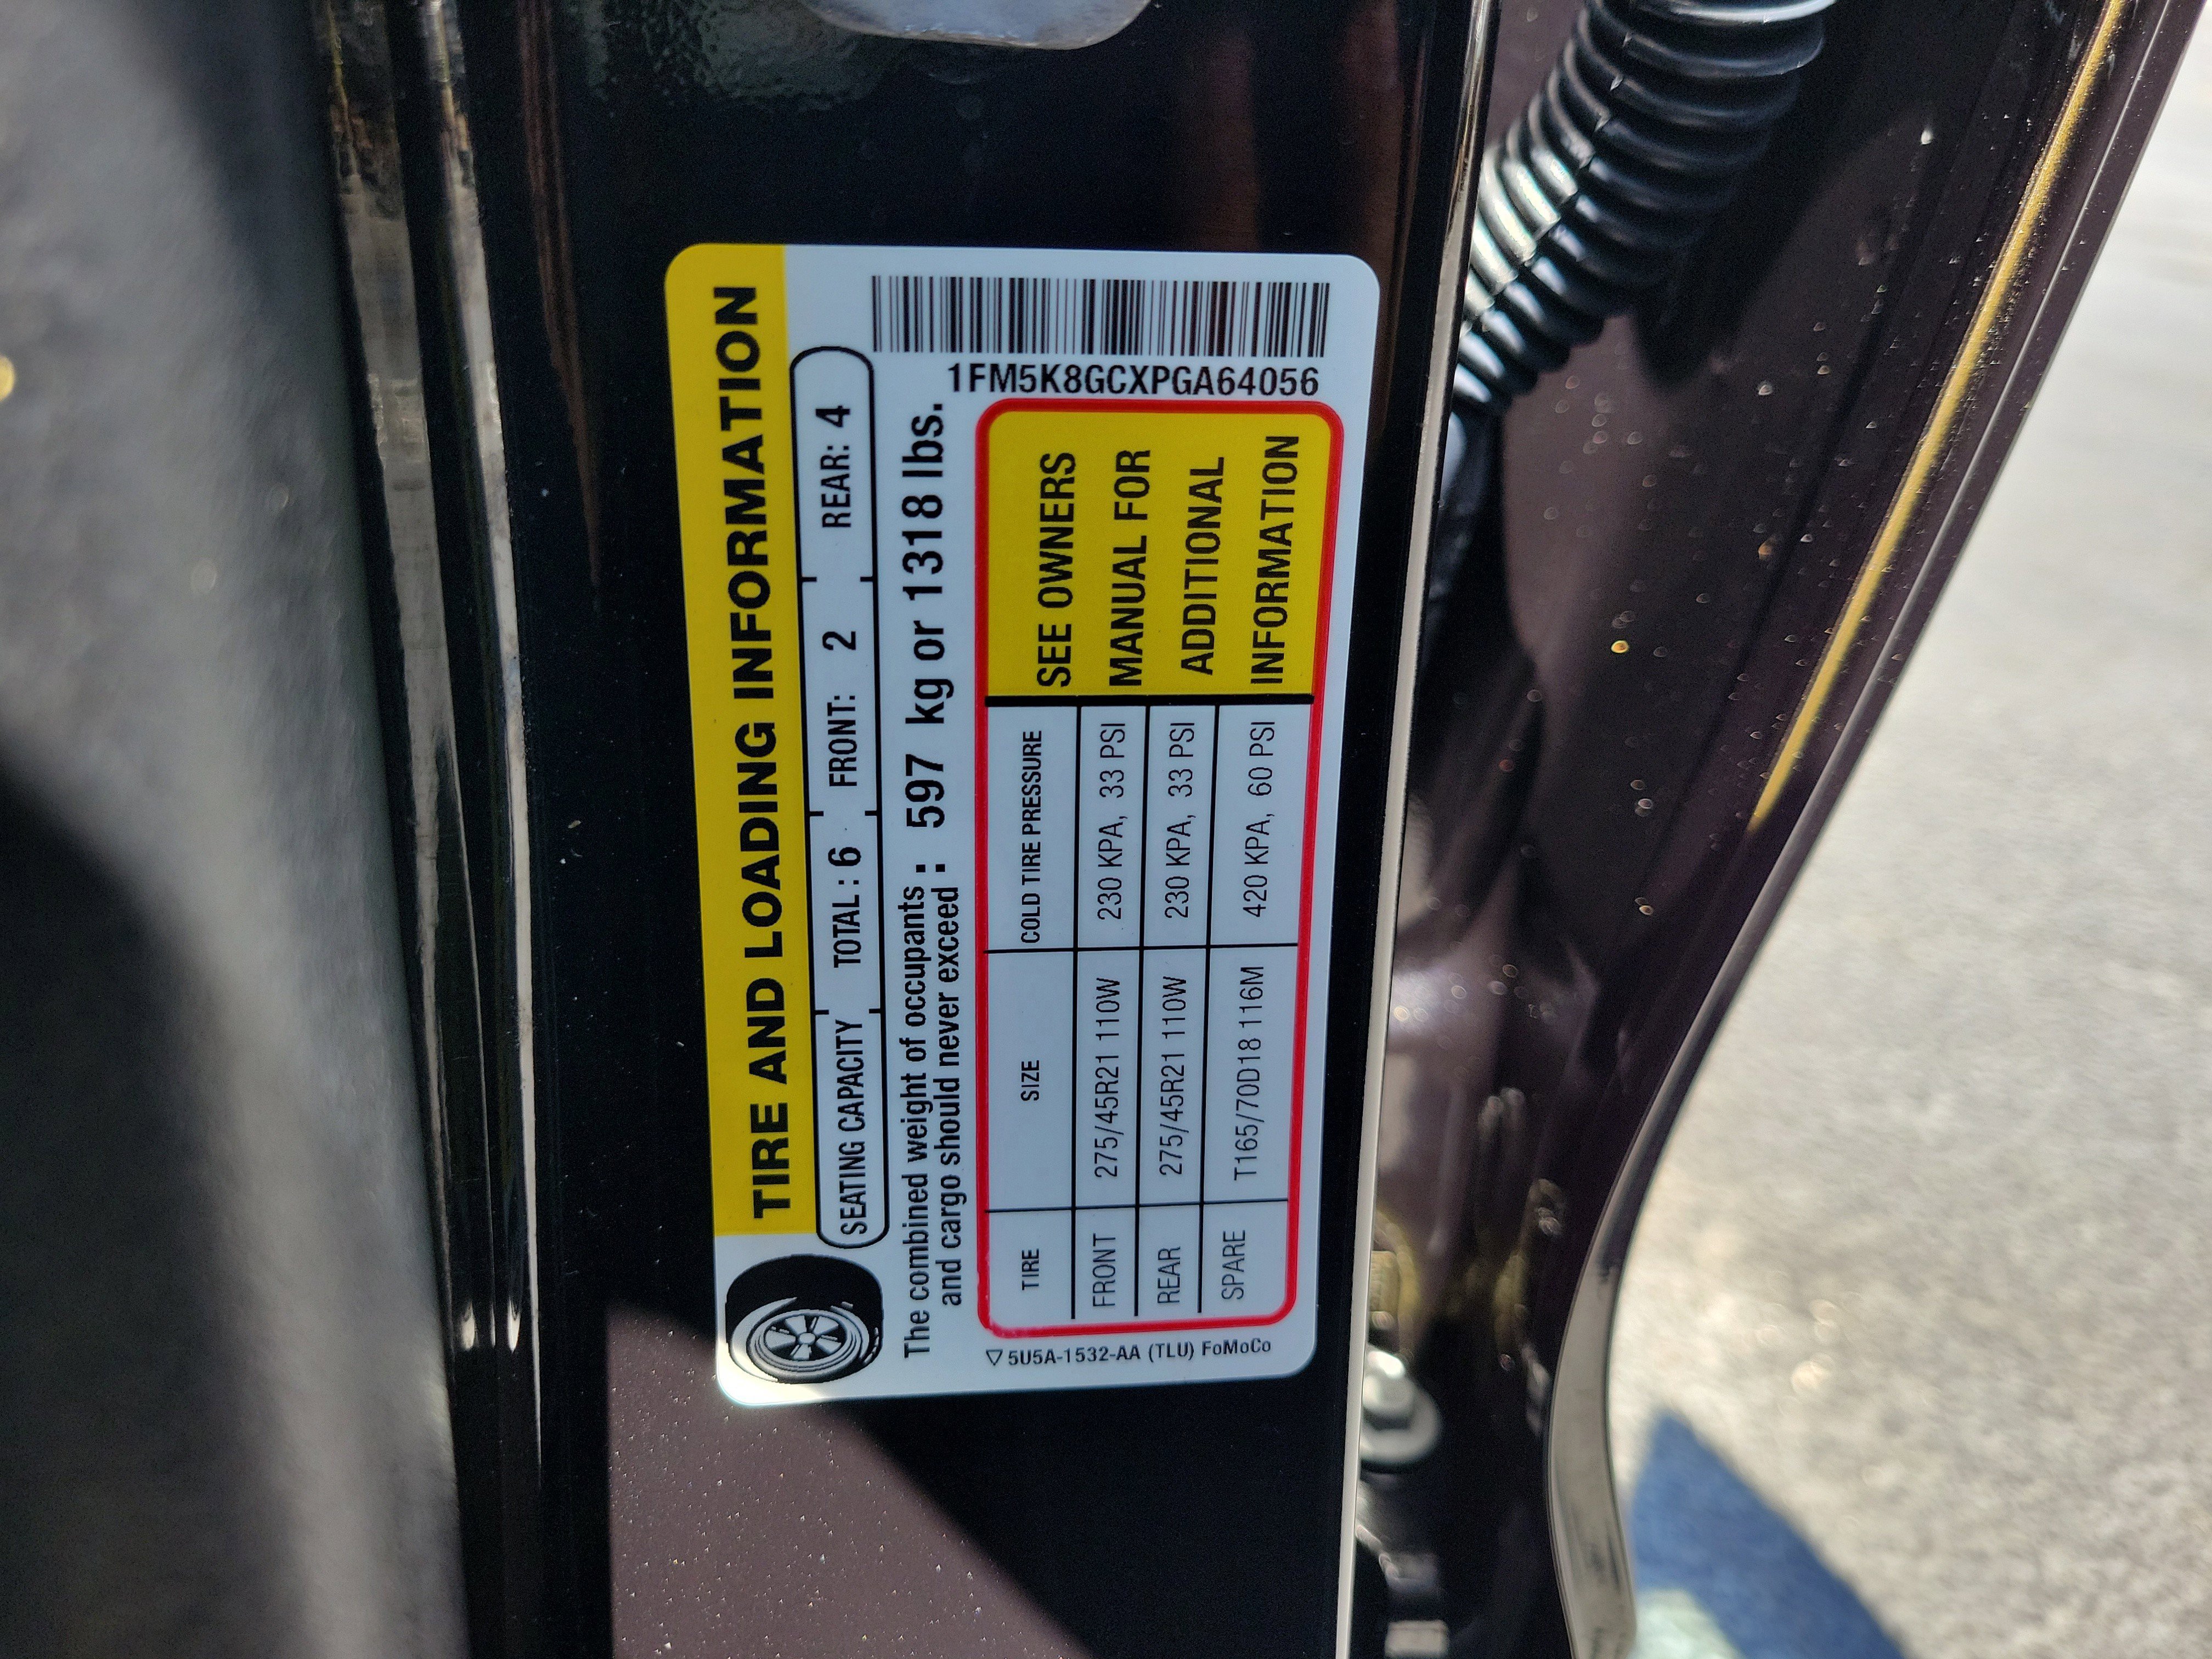 TIRE AND LOADING INFORMATION
SEATING CAPACITY TOTAL : 6 FRONT: 2 REAR: 4
The combined weight of occupants
and cargo should never exceed : 597 kg or 1318 lbs.
1FM5K8GCXPGA64056
TIRE SIZE COLD TIRE PRESSURE
FRONT 275/45R21 110W 230 KPA, 33 PSI
REAR 275/45R21 110W 230 KPA, 33 PSI
SPARE T165/70D18 116M 420 KPA, 60 PSI
SEE OWNERS
MANUAL FOR
ADDITIONAL
INFORMATION
5U5A-1532-AA (TLU) FoMoCo